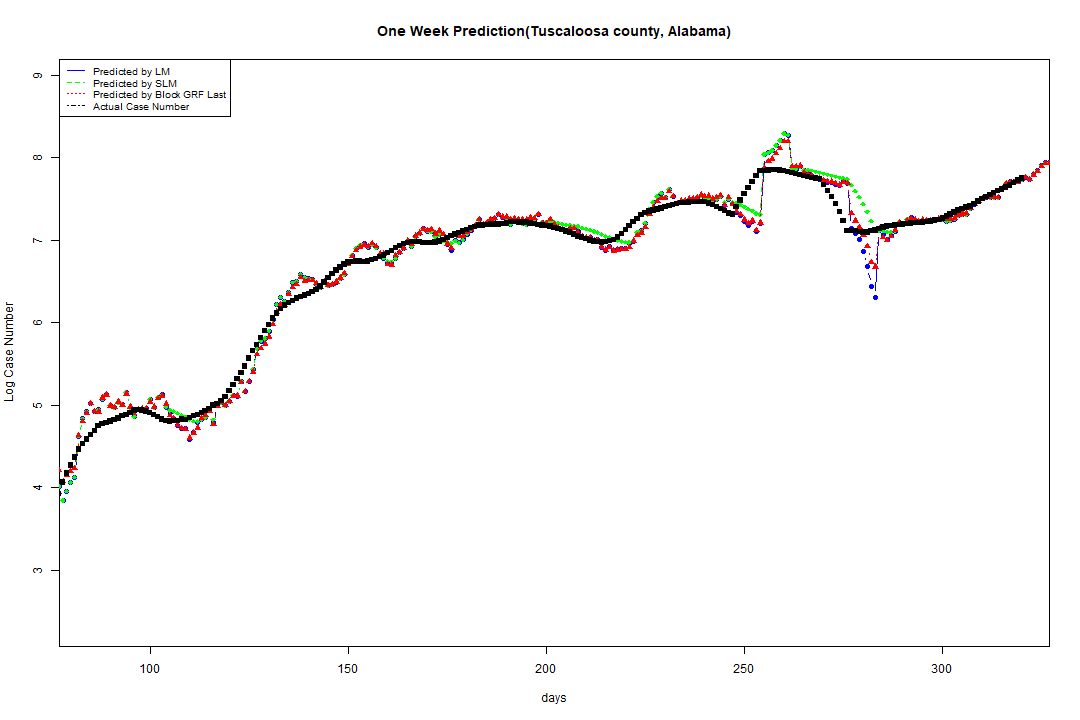 One Week Prediction(Tuscaloosa county, Alabama)
Predicted by LM
Predicted by SLM
Predicted by Block GRF Last
Actual Case Number
9
8
7
6
5
4
3
Log Case Number
100
150
200
250
300
days